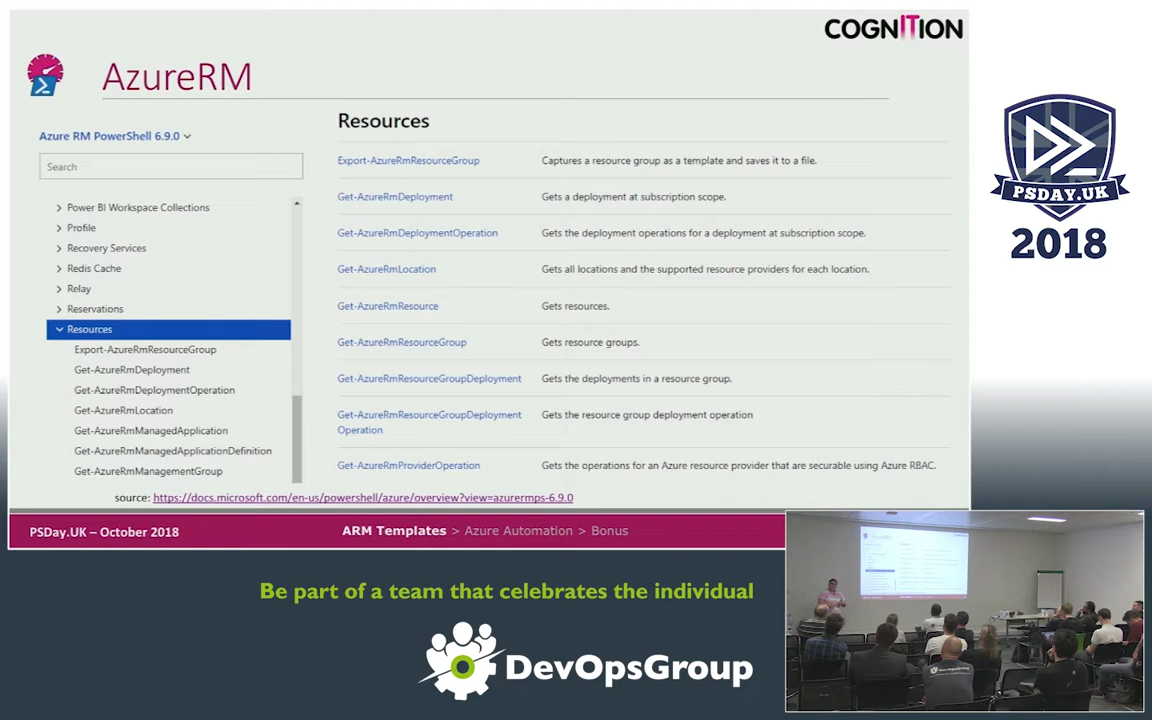 COGNITION
AzureRM
Azure RM PowerShell 6.9.0
Search
Power BI Workspace Collections
Profile
Recovery Services
Redis Cache
Relay
Reservations
Resources
Export-AzureRmResourceGroup
Get-AzureRmDeployment
Get-AzureRmDeploymentOperation
Get-AzureRmLocation
Get-AzureRmManagedApplication
Get-AzureRmManagedApplicationDefinition
Get-AzureRmManagementGroup
Resources
Export-AzureRmResourceGroup Captures a resource group as a template and saves it to a file.
Get-AzureRmDeployment Gets a deployment at subscription scope.
Get-AzureRmDeploymentOperation Gets the deployment operations for a deployment at subscription scope.
Get-AzureRmLocation Gets all locations and the supported resource providers for each location.
Get-AzureRmResource Gets resources.
Get-AzureRmResourceGroup Gets resource groups.
Get-AzureRmResourceGroupDeployment Gets the deployments in a resource group.
Get-AzureRmResourceGroupDeployment Gets the resource group deployment operation
Operation
Get-AzureRmProviderOperation Gets the operations for an Azure resource provider that are securable using Azure RBAC.
source: https://docs.microsoft.com/en-us/powershell/azure/overview?view=azurermps-6.9.0
PSDay.UK – October 2018
ARM Templates > Azure Automation > Bonus
PSDAY.UK
2018
Be part of a team that celebrates the individual
DevOpsGroup